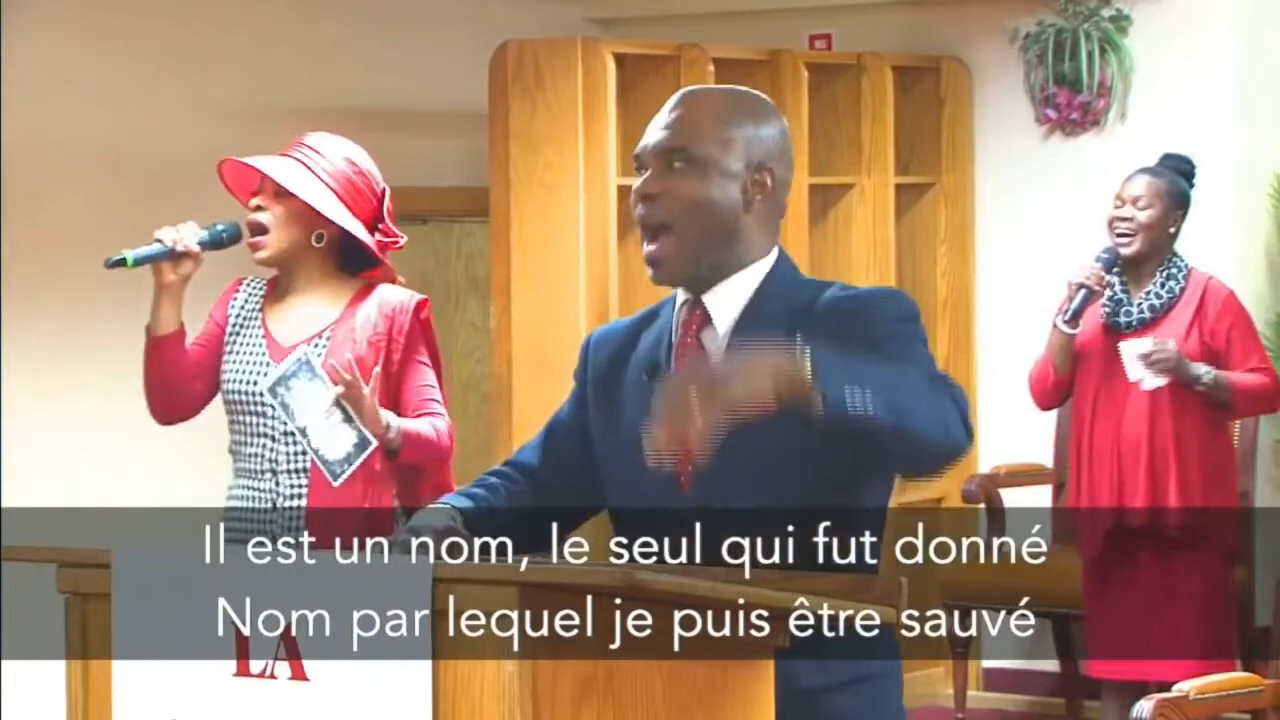 Il est un nom, le seul qui fut donné
Nom par lequel je puis être sauvé
LA